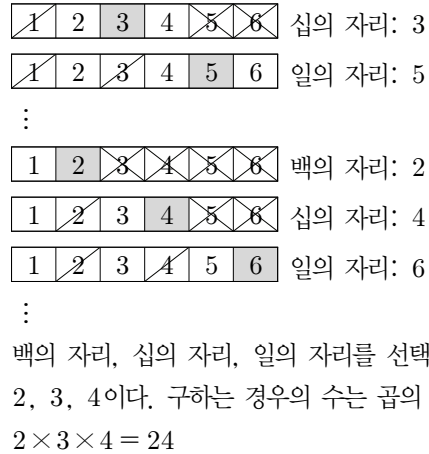 1 2 3 4 5 6 십의 자리: 3
1 2 3 4 5 6 일의 자리: 5
⋮
1 2 3 4 5 6 백의 자리: 2
1 2 3 4 5 6 십의 자리: 4
1 2 3 4 5 6 일의 자리: 6
⋮
백의 자리, 십의 자리, 일의 자리를 선택
2, 3, 4이다. 구하는 경우의 수는 곱의
2×3×4=24